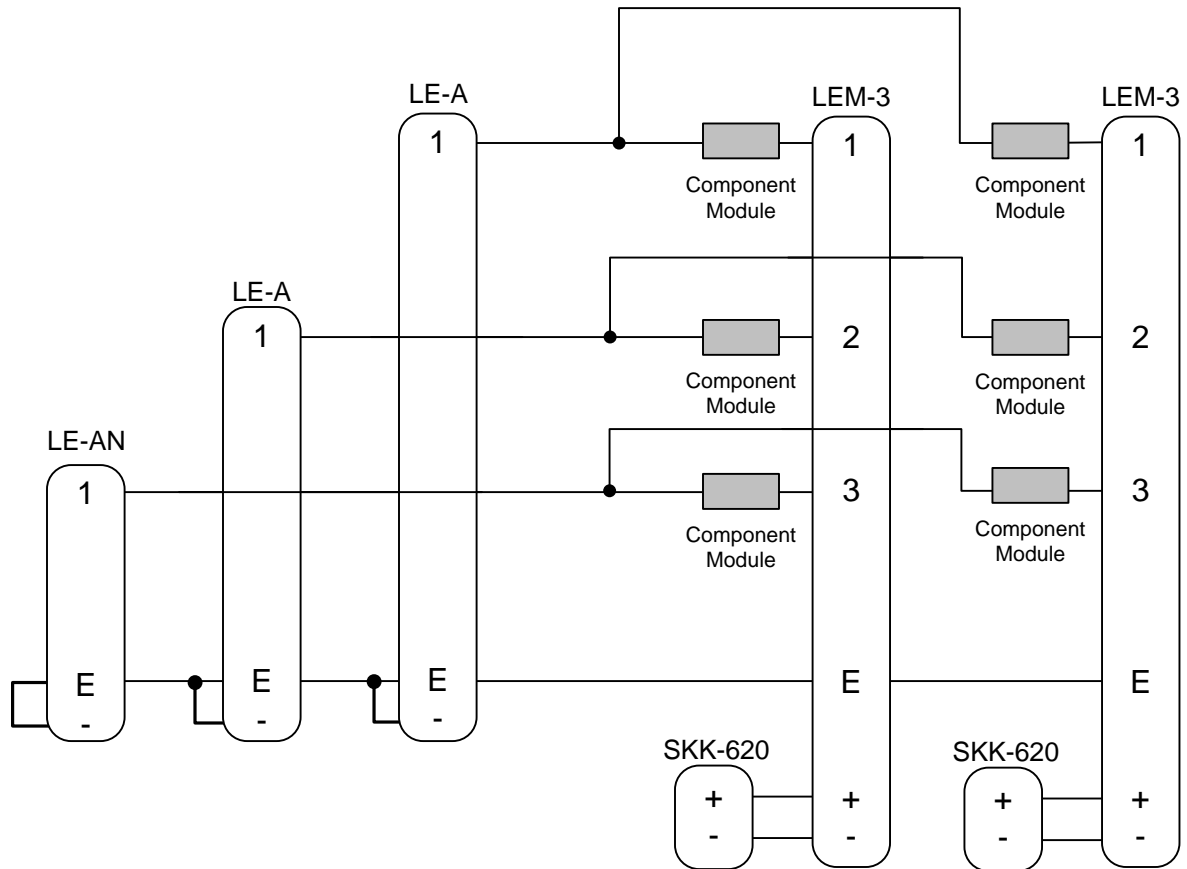 LE-A
LEM-3
LEM-3
1
1
1
Component
Module
Component
Module
LE-A
1
2
2
Component
Module
Component
Module
LE-AN
1
3
3
Component
Module
Component
Module
E
E
E
E
E
-
-
-
SKK-620
SKK-620
+
+
+
+
-
-
-
-